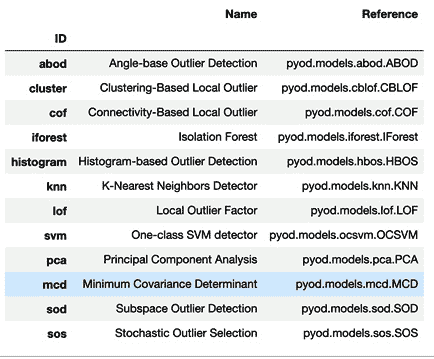 Name Reference
ID
abod Angle-base Outlier Detection pyod.models.abod.ABOD
cluster Clustering-Based Local Outlier pyod.models.cblof.CBLOF
cof Connectivity-Based Local Outlier pyod.models.cof.COF
iforest Isolation Forest pyod.models.iforest.IForest
histogram Histogram-based Outlier Detection pyod.models.hbos.HBOS
knn K-Nearest Neighbors Detector pyod.models.knn.KNN
lof Local Outlier Factor pyod.models.lof.LOF
svm One-class SVM detector pyod.models.ocsvm.OCSVM
pca Principal Component Analysis pyod.models.pca.PCA
mcd Minimum Covariance Determinant pyod.models.mcd.MCD
sod Subspace Outlier Detection pyod.models.sod.SOD
sos Stochastic Outlier Selection pyod.models.sos.SOS